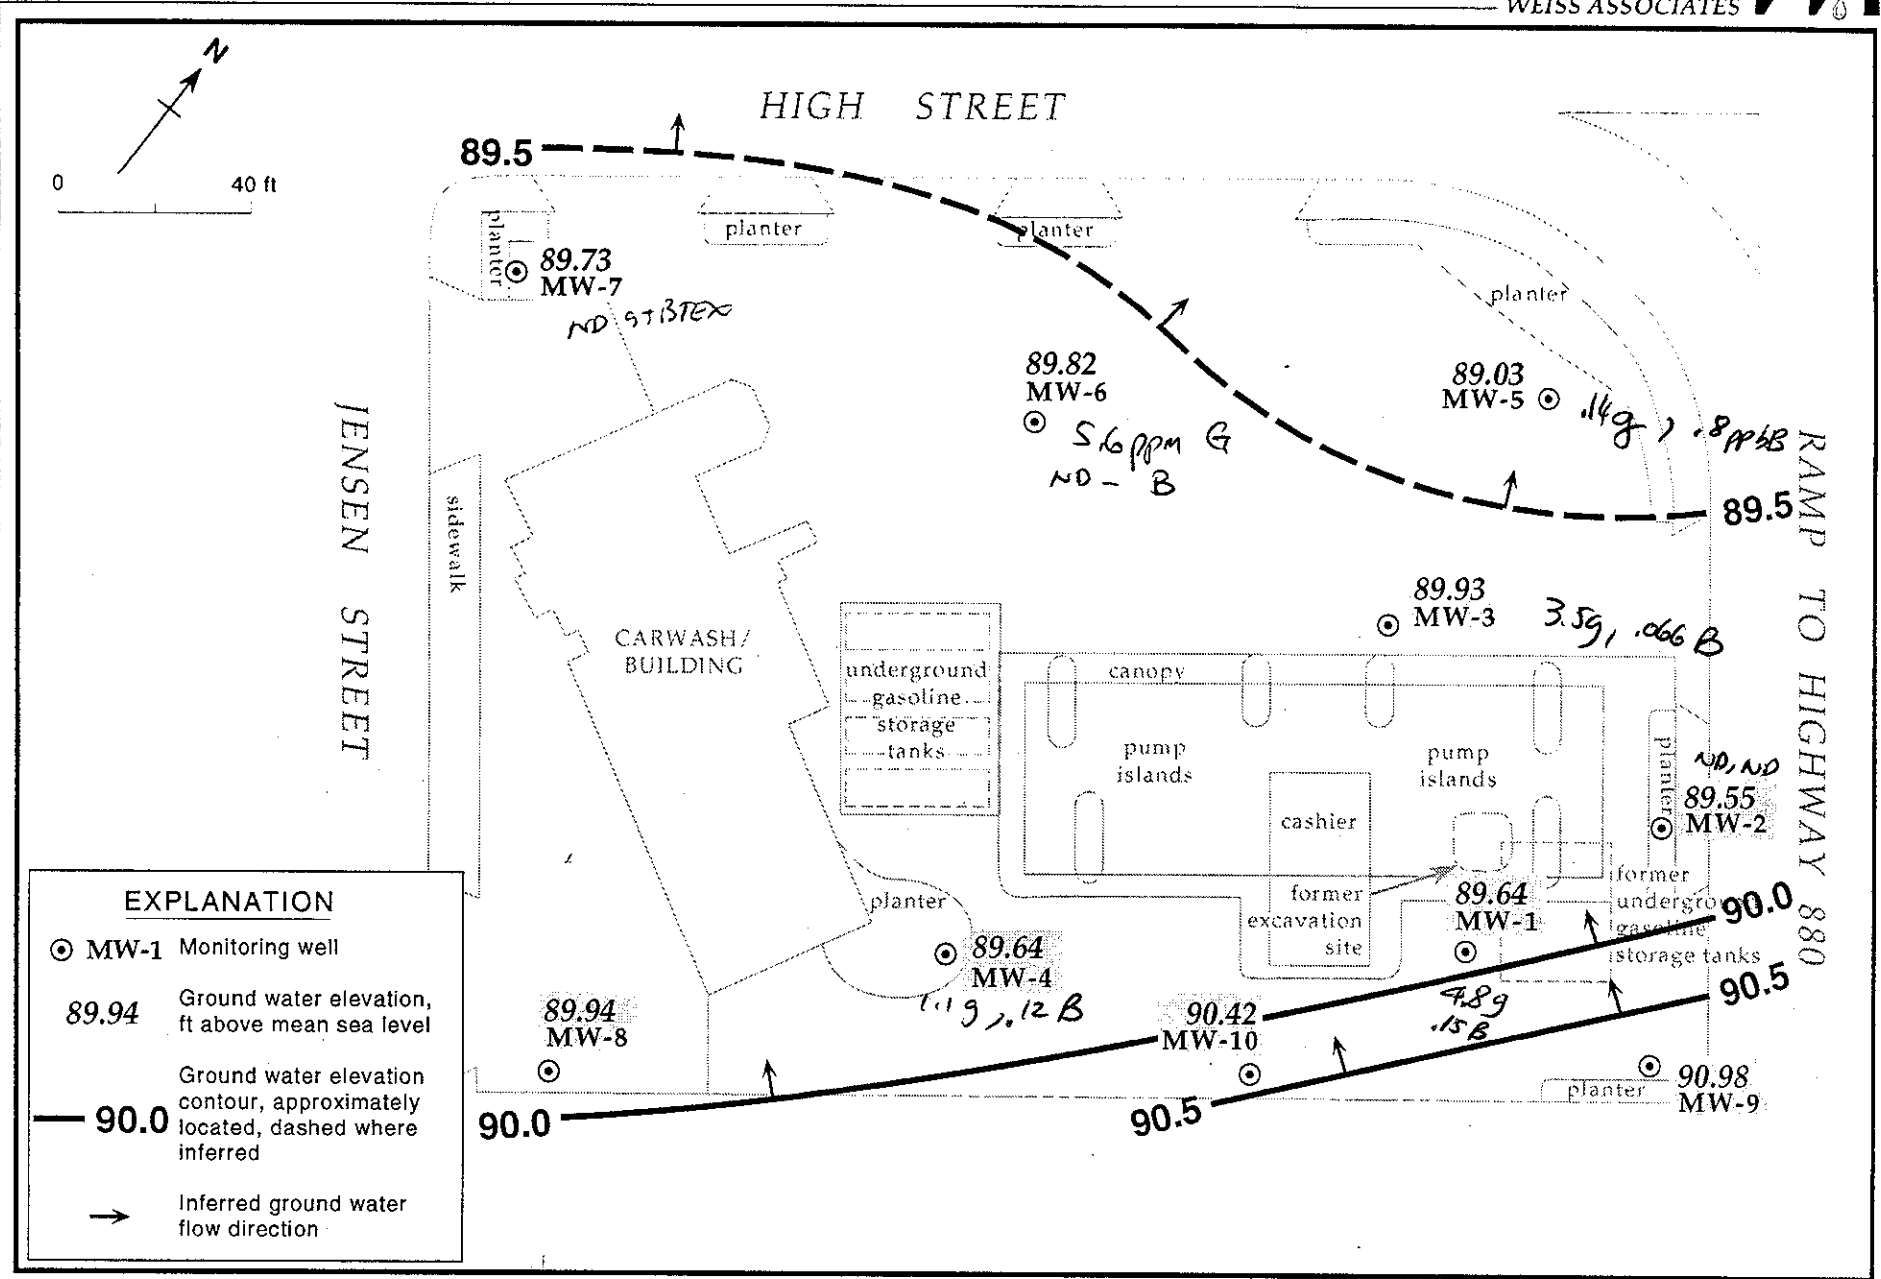 WEISS ASSOCIATES
N
0 40 ft
HIGH STREET
89.5
planter
planter
planter
planter
89.73
MW-7
ND g+BTEX
89.82
MW-6
5.6 ppm G
ND - B
89.03
MW-5
.14g, .8 ppbB
89.5
JENSEN STREET
sidewalk
RAMP TO HIGHWAY 880
CARWASH/
BUILDING
underground
gasoline
storage
tanks
89.93
MW-3
3.5g, .066 B
canopy
pump
islands
pump
islands
cashier
planter
ND, ND
89.55
MW-2
former
excavation
site
89.64
MW-1
4.8g
.15 B
former
underground
gasoline
storage tanks
planter
89.64
MW-4
1.1g, .12 B
89.94
MW-8
90.42
MW-10
90.0
90.5
90.0
90.5
planter
90.98
MW-9
EXPLANATION
MW-1 Monitoring well
89.94 Ground water elevation,
ft above mean sea level
Ground water elevation
contour, approximately
90.0 located, dashed where
inferred
Inferred ground water
flow direction